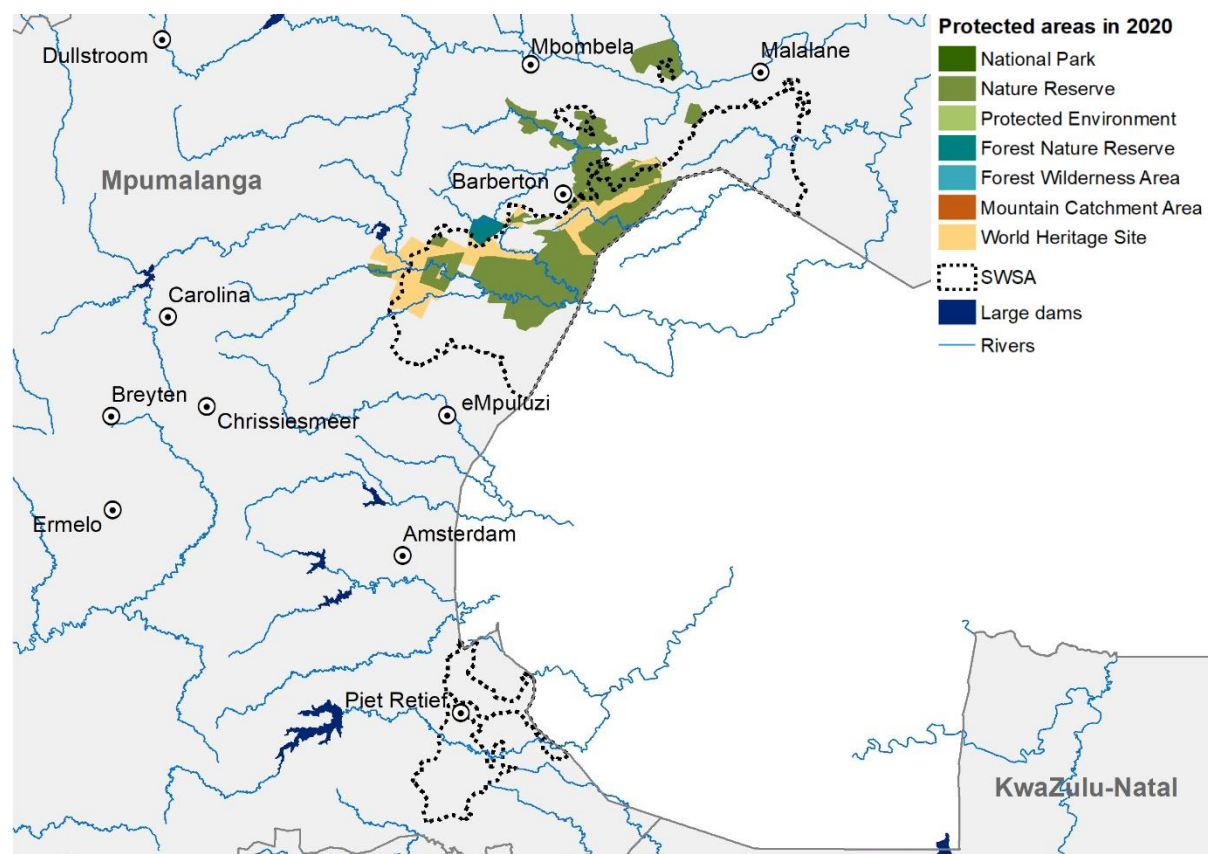 Dullstroom
Mbombela
Malalane
Mpumalanga
Barberton
Carolina
Breyten
Chrissiesmeer
eMpuluzi
Ermelo
Amsterdam
Piet Retief
KwaZulu-Natal
Protected areas in 2020
National Park
Nature Reserve
Protected Environment
Forest Nature Reserve
Forest Wilderness Area
Mountain Catchment Area
World Heritage Site
SWSA
Large dams
Rivers